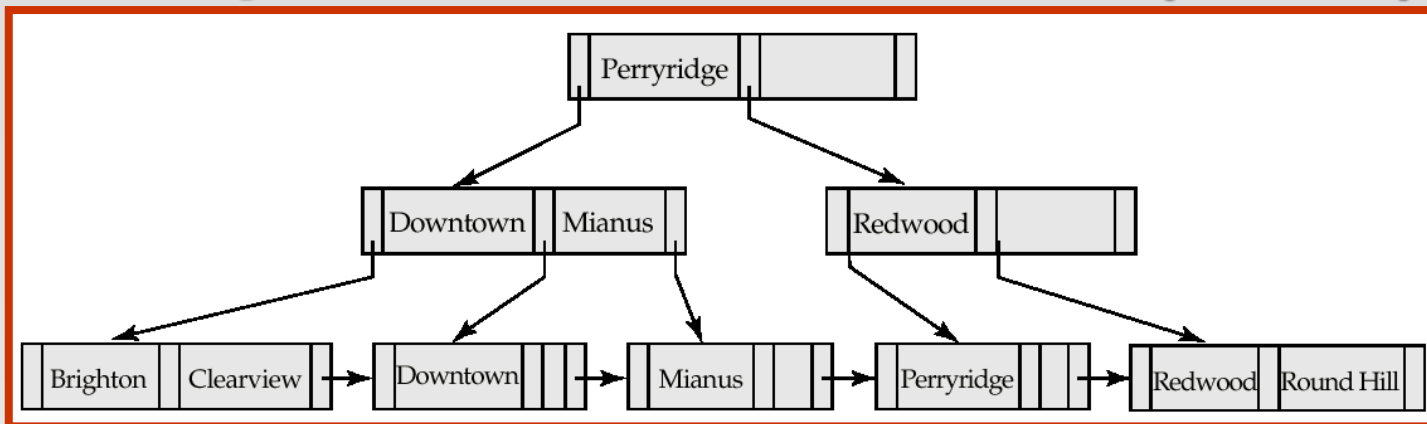 Perryridge
Downtown Mianus
Redwood
Brighton Clearview
Downtown
Mianus
Perryridge
Redwood Round Hill